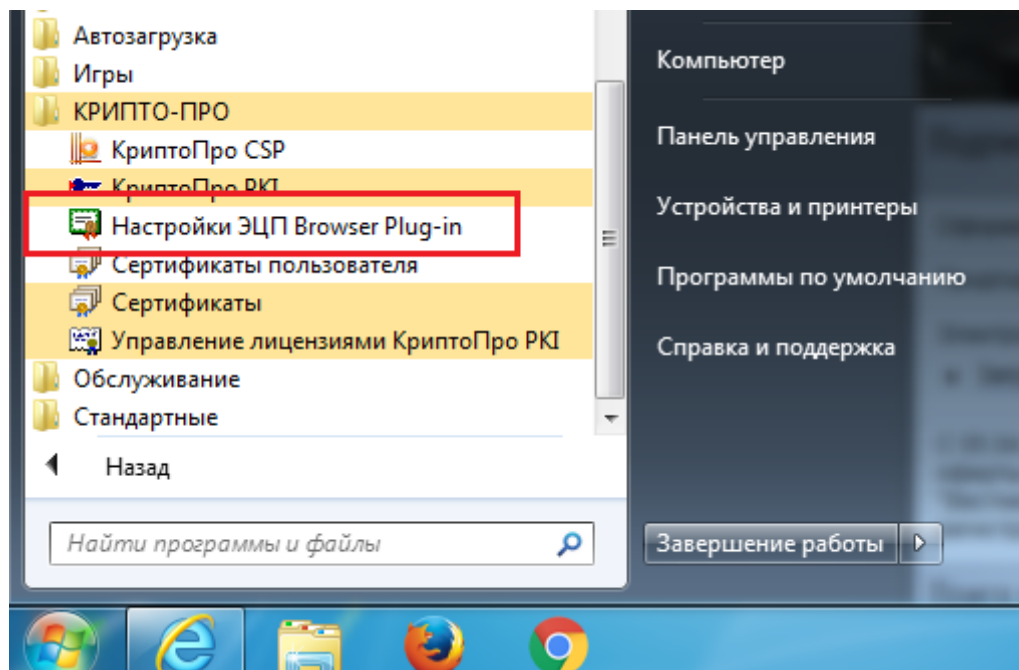 Автозагрузка
Игры
КРИПТО-ПРО
КриптоПро CSP
КриптоПро PKI
Настройки ЭЦП Browser Plug-in
Сертификаты пользователя
Сертификаты
Управление лицензиями КриптоПро PKI
Обслуживание
Стандартные
Назад
Найти программы и файлы
Компьютер
Панель управления
Устройства и принтеры
Программы по умолчанию
Справка и поддержка
Завершение работы